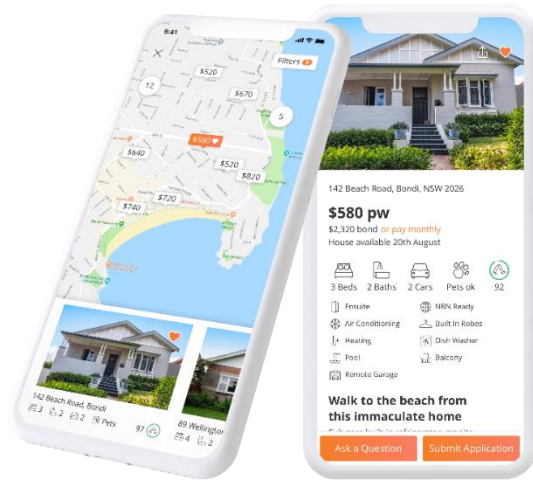 9:41
Filters
12
$520
$670
5
$580
$640
$520
$820
$720
$740
142 Beach Road, Bondi
3 2 2 Pets 97
89 Wellington
4 2
142 Beach Road, Bondi, NSW 2026
$580 pw
$2,320 bond or pay monthly
House available 20th August
3 Beds 2 Baths 2 Cars Pets ok 92
Ensuite NBN Ready
Air Conditioning Built In Robes
Heating Dish Washer
Pool Balcony
Remote Garage
Walk to the beach from
this immaculate home
Ask a Question Submit Application